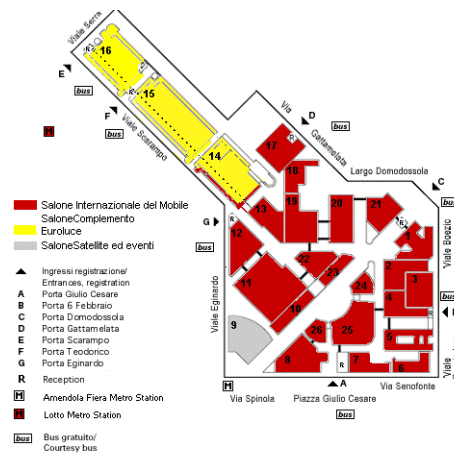 Viale Serra
16
R
E
bus
15
R
F
bus
Viale Scarampo
M
Via
D
Gattamelata
bus
17
R
14
18
Largo Domodossola
C
bus
Salone Internazionale del Mobile
SaloneComplemento
Euroluce
SaloneSatellite ed eventi
13
19
20
21
R
1
G
R
12
bus
22
23
2
3
Viale Boezio
11
24
4
bus
10
Viale Eginardo
9
26
25
5
R
8
R
7
6
Viale
bus
M
A
Via Spinola
Piazza Giulio Cesare
Via Senofonte
bus
Ingressi registrazione/
Entrances, registration
A Porta Giulio Cesare
B Porta 6 Febbraio
C Porta Domodossola
D Porta Gattamelata
E Porta Scarampo
F Porta Teodorico
G Porta Eginardo
R Reception
M Amendola Fiera Metro Station
M Lotto Metro Station
bus Bus gratuito/
Courtesy bus